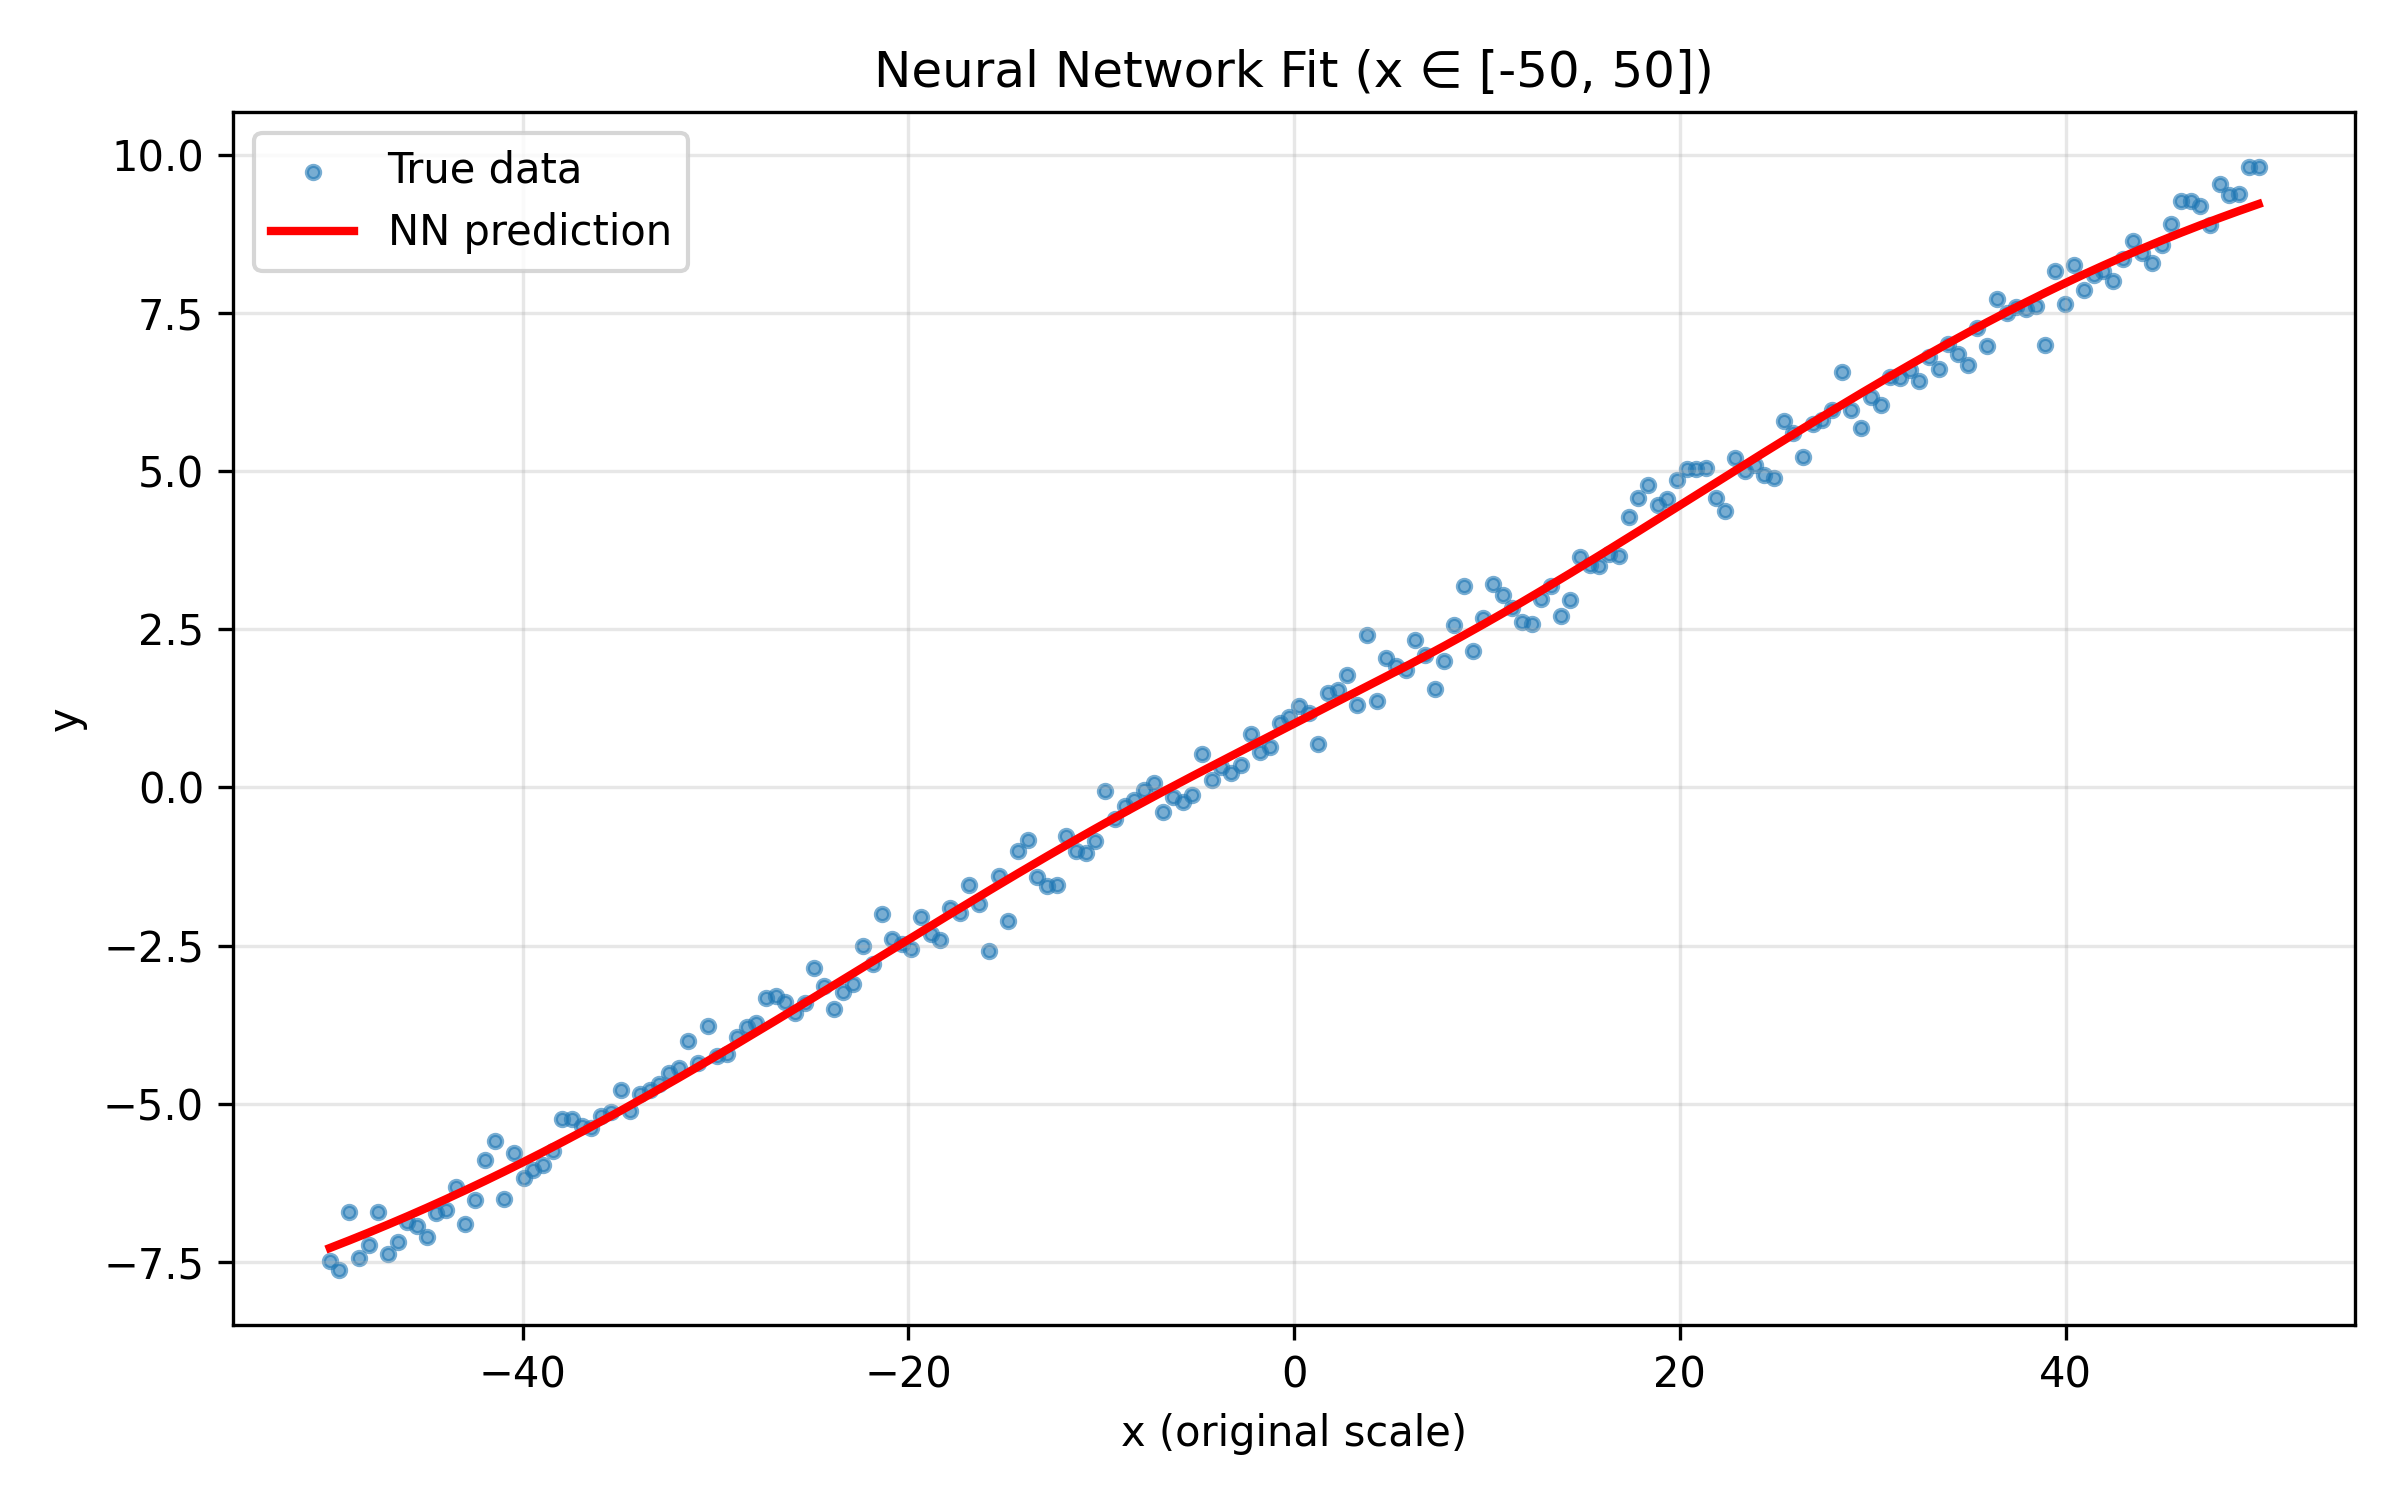 Neural Network Fit (x ∈ [-50, 50])
True data
NN prediction
10.0
7.5
5.0
2.5
0.0
−2.5
−5.0
−7.5
y
−40
−20
0
20
40
x (original scale)